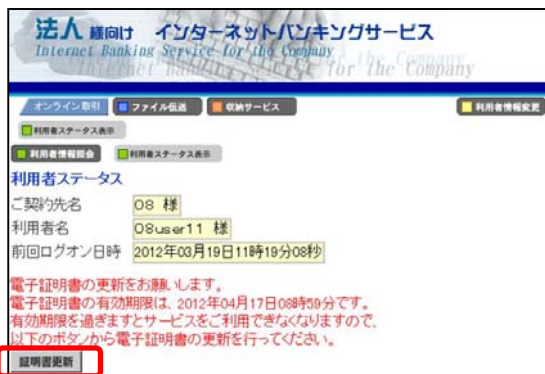 法人 様向け インターネットバンキングサービス
Internet Banking Service for the Company
オンライン取引 ファイル伝送 収納サービス 利用者情報変更
利用者ステータス表示
利用者情報照会 利用者ステータス表示
利用者ステータス
ご契約先名 08 様
利用者名 08user11 様
前回ログオン日時 2012年03月19日11時19分08秒
電子証明書の更新をお願いします。
電子証明書の有効期限は、2012年04月17日08時59分です。
有効期限を過ぎますとサービスをご利用できなくなりますので、
以下のボタンから電子証明書の更新を行ってください。
証明書更新